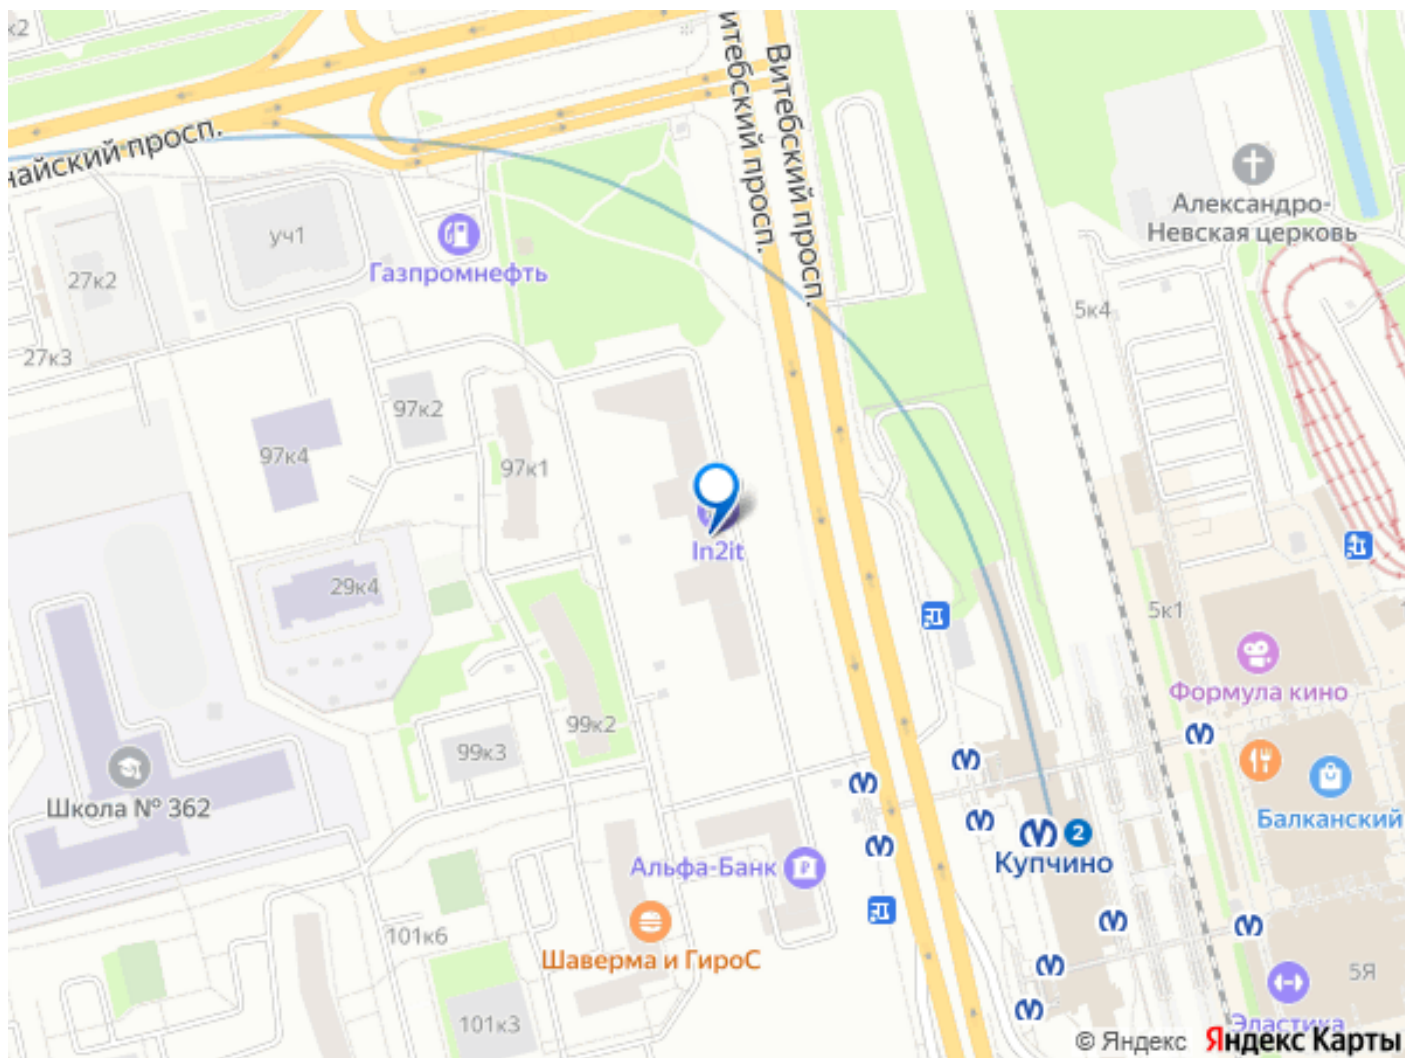 к2
Витебский просп.
итебский просп.
найский просп.
Александро-
Невская церковь
уч1
27к2
Газпромнефть
27к3
5к4
97к2
97к4
97к1
In2it
29к4
5к1
Формула кино
99к2
99к3
Школа № 362
2
Купчино
Балканский
Альфа-Банк
101к6
Шаверма и ГироС
5Я
101к3
Эластика
© Яндекс Яндекс Карты